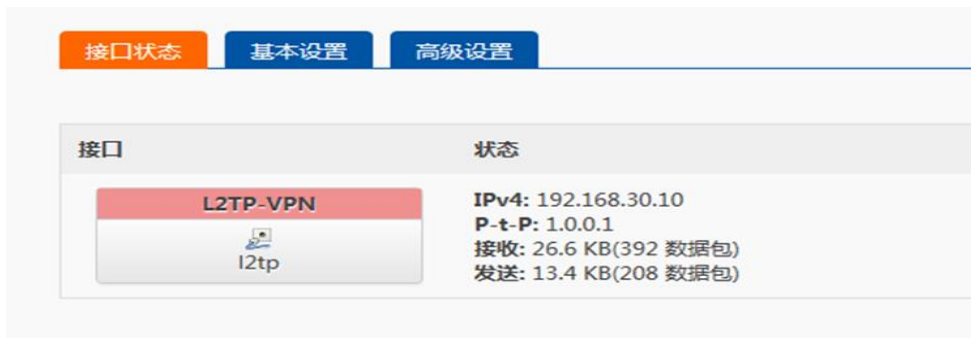 接口状态 基本设置 高级设置
接口 状态
L2TP-VPN
l2tp
IPv4: 192.168.30.10
P-t-P: 1.0.0.1
接收: 26.6 KB(392 数据包)
发送: 13.4 KB(208 数据包)